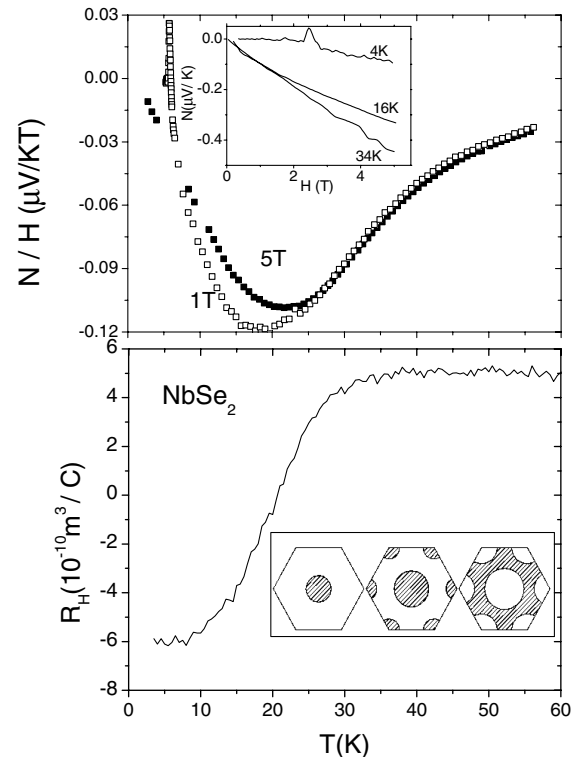 0.00
-0.03
-0.06
-0.09
-0.12
N / H (μV/KT)
1T
5T
0.0
-0.2
-0.4
N(μV/ K)
0
2
4
H (T)
4K
16K
34K
6
4
2
0
-2
-4
-6
-8
R_H(10^-10 m^3 / C)
NbSe_2
0
10
20
30
40
50
60
T(K)